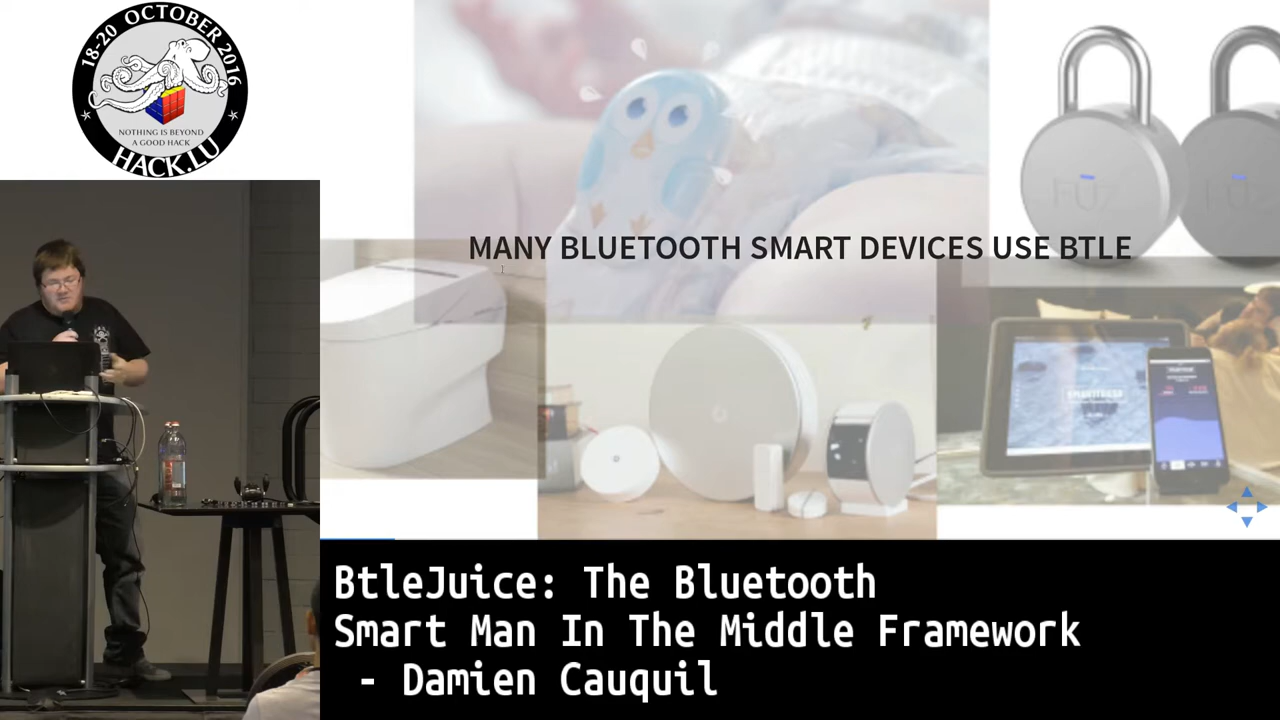 18-20 OCTOBER 2016
NOTHING IS BEYOND
A GOOD HACK
HACK.LU
FUZ
MANY BLUETOOTH SMART DEVICES USE BTLE
BtleJuice: The Bluetooth
Smart Man In The Middle Framework
- Damien Cauquil